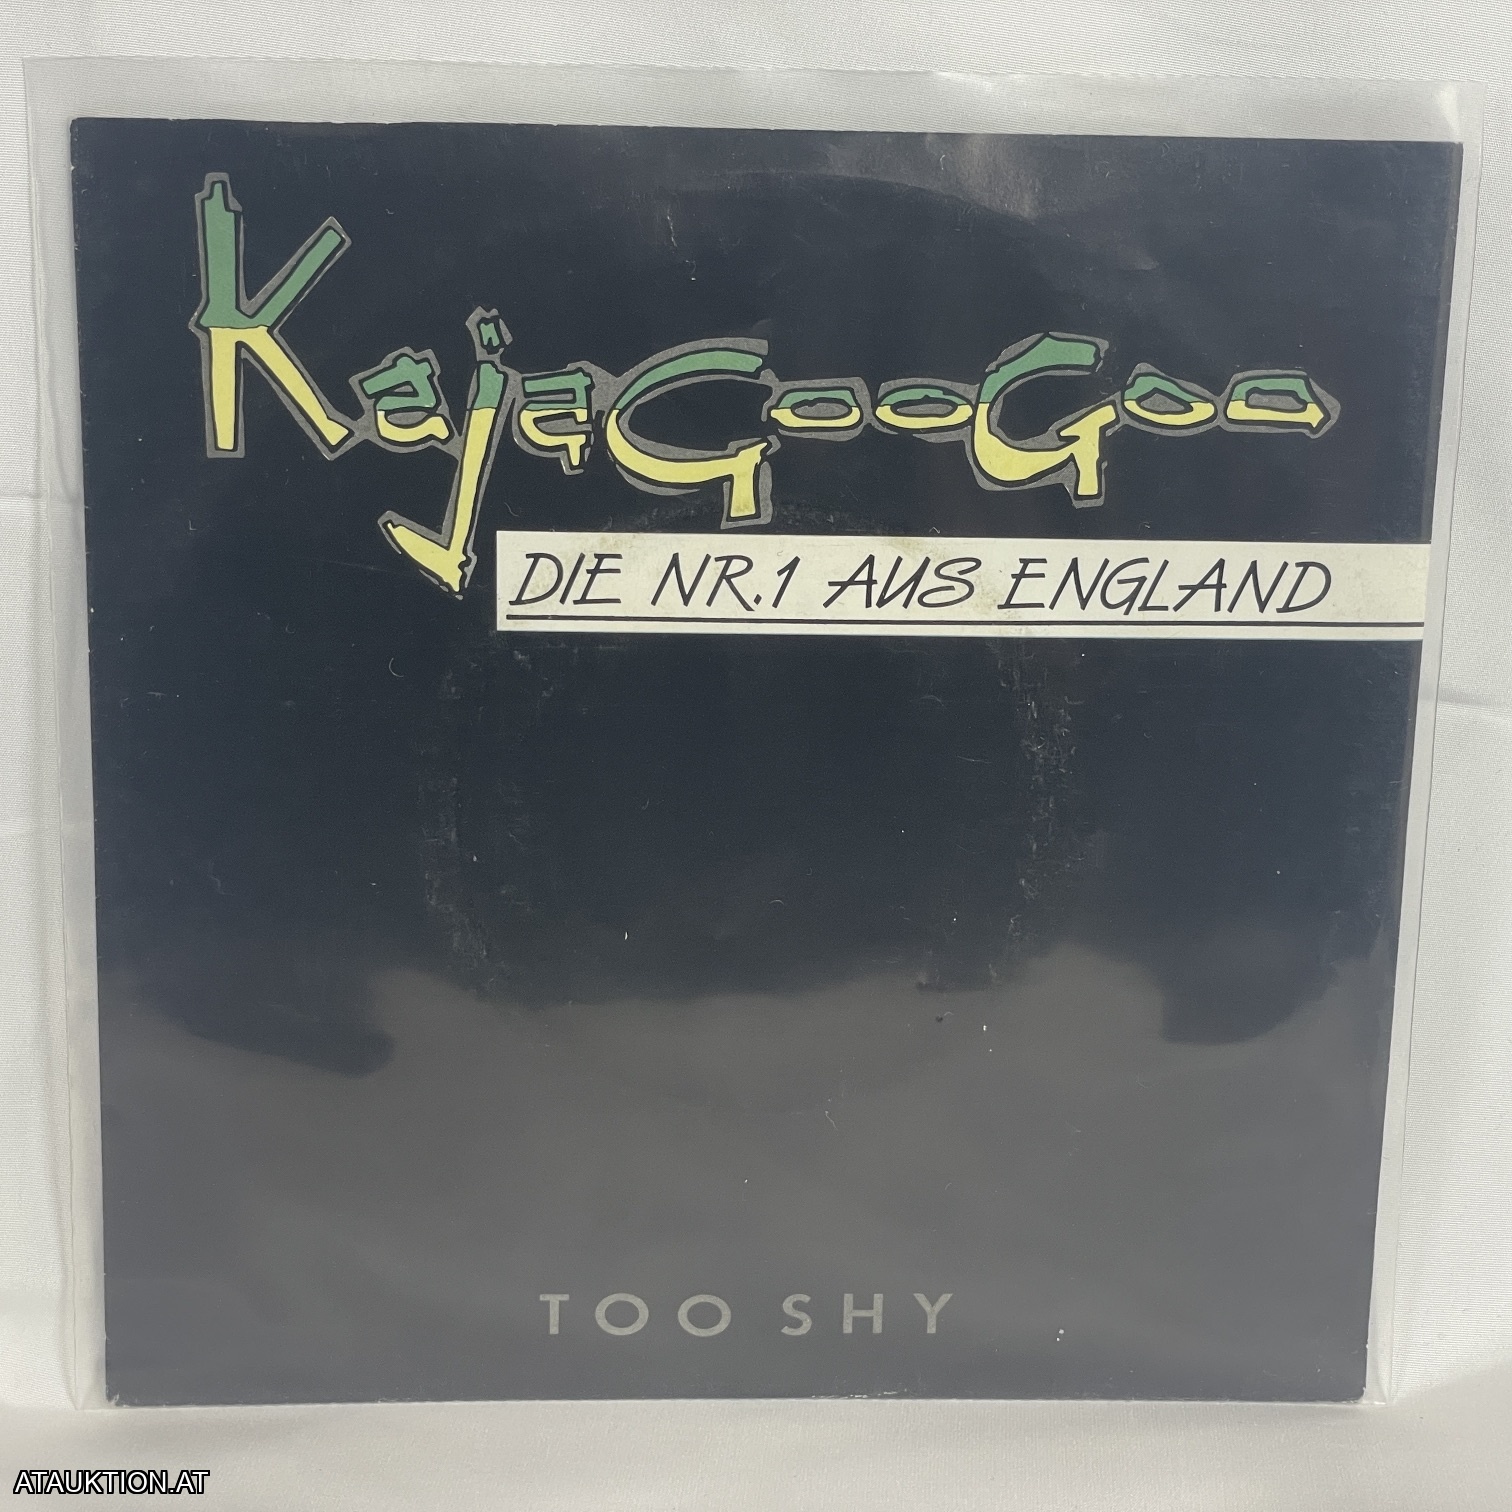 KajaGooGoo
DIE NR.1 AUS ENGLAND
TOO SHY
ATAUKTION.AT